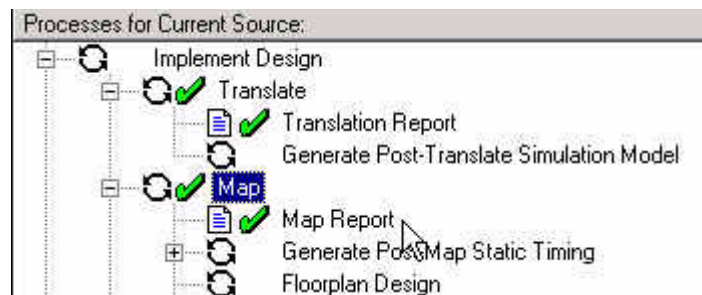 Processes for Current Source:
Implement Design
Translate
Translation Report
Generate Post-Translate Simulation Model
Map
Map Report
Generate Post-Map Static Timing
Floorplan Design